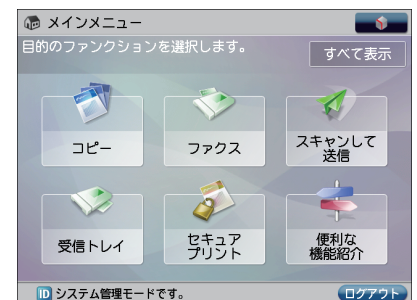 メインメニュー
目的のファンクションを選択します。
すべて表示
コピー
ファクス
スキャンして
送信
受信トレイ
セキュア
プリント
便利な
機能紹介
ID システム管理モードです。
ログアウト